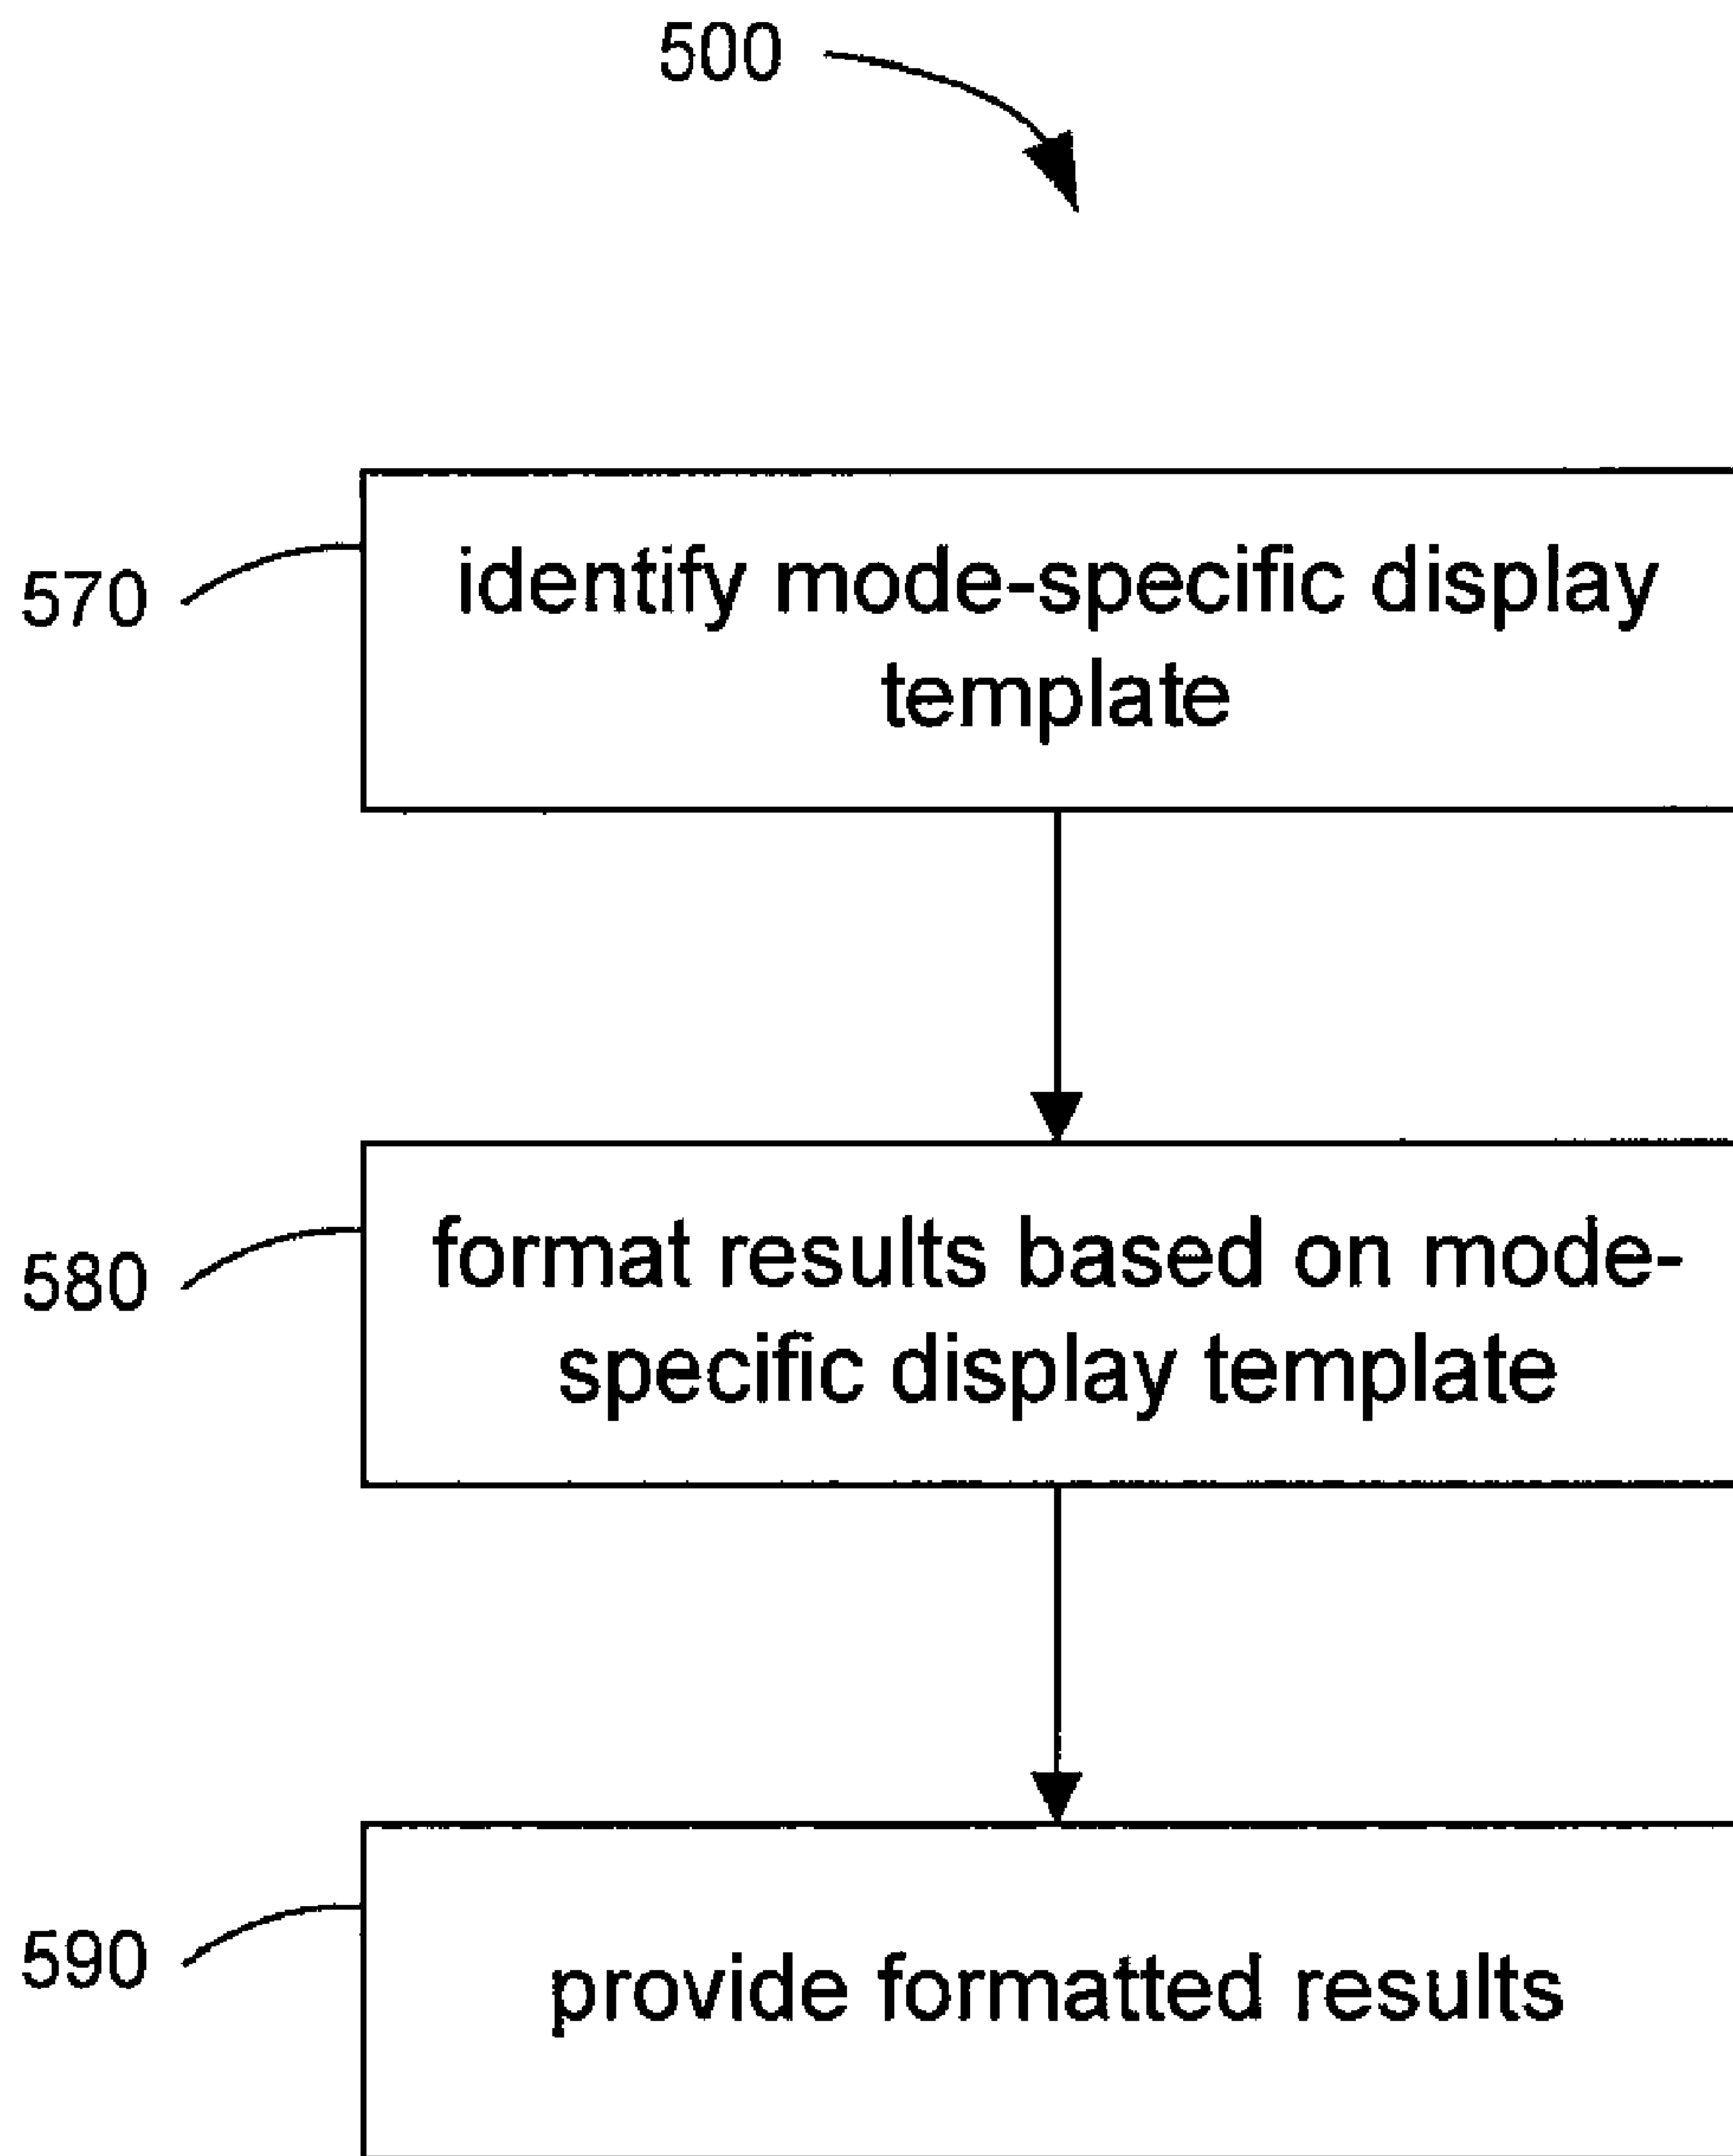 500
570
identify mode-specific display
template
580
format results based on mode-
specific display template
590
provide formatted results